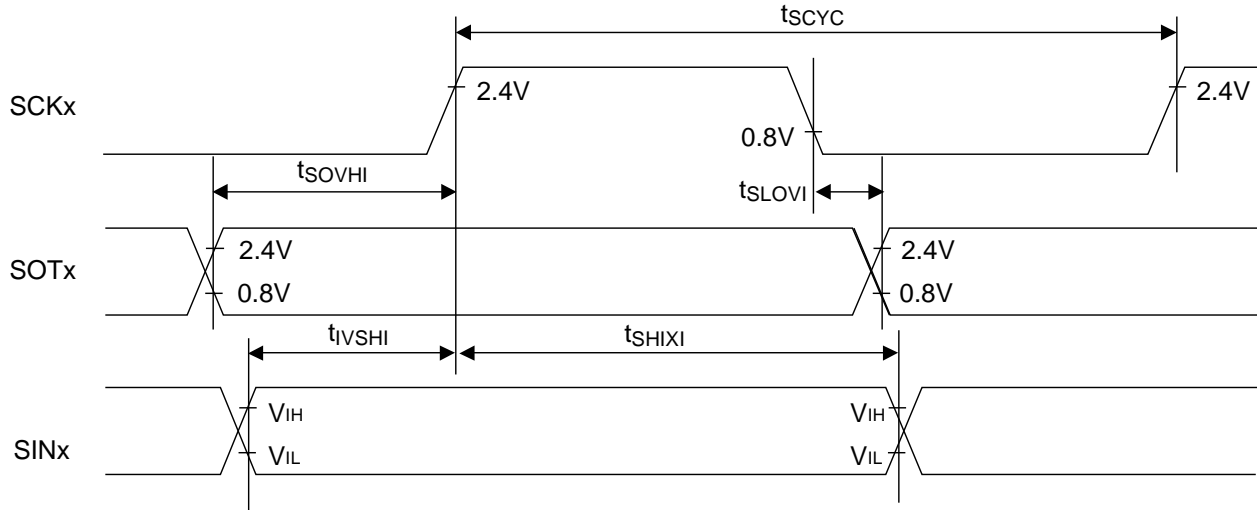 tSCYC
SCKx
2.4V
0.8V
2.4V
tSOVHI
tSLOVI
SOTx
2.4V
0.8V
2.4V
0.8V
tIVSHI
tSHIXI
SINx
VIH
VIL
VIH
VIL